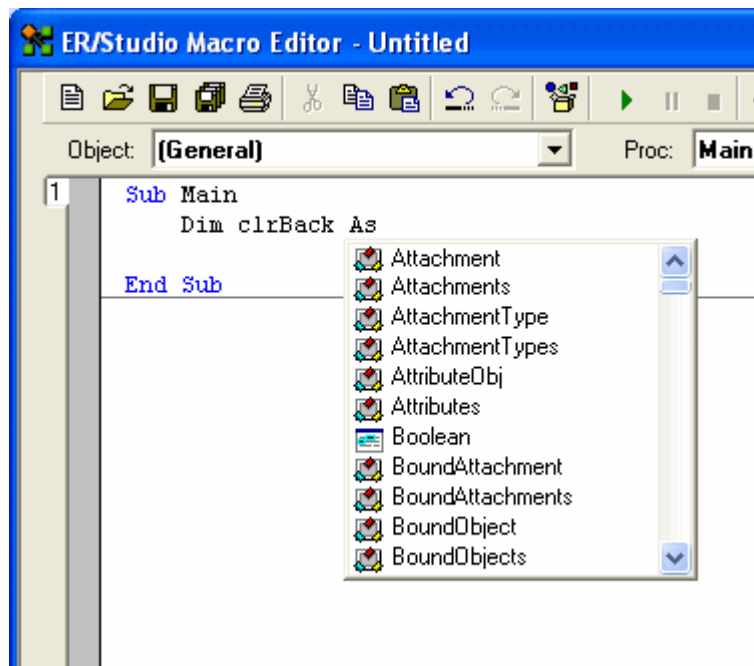 ER/Studio Macro Editor - Untitled
Object: (General) Proc: Main
1
Sub Main
Dim clrBack As
End Sub
Attachment
Attachments
AttachmentType
AttachmentTypes
AttributeObj
Attributes
Boolean
BoundAttachment
BoundAttachments
BoundObject
BoundObjects